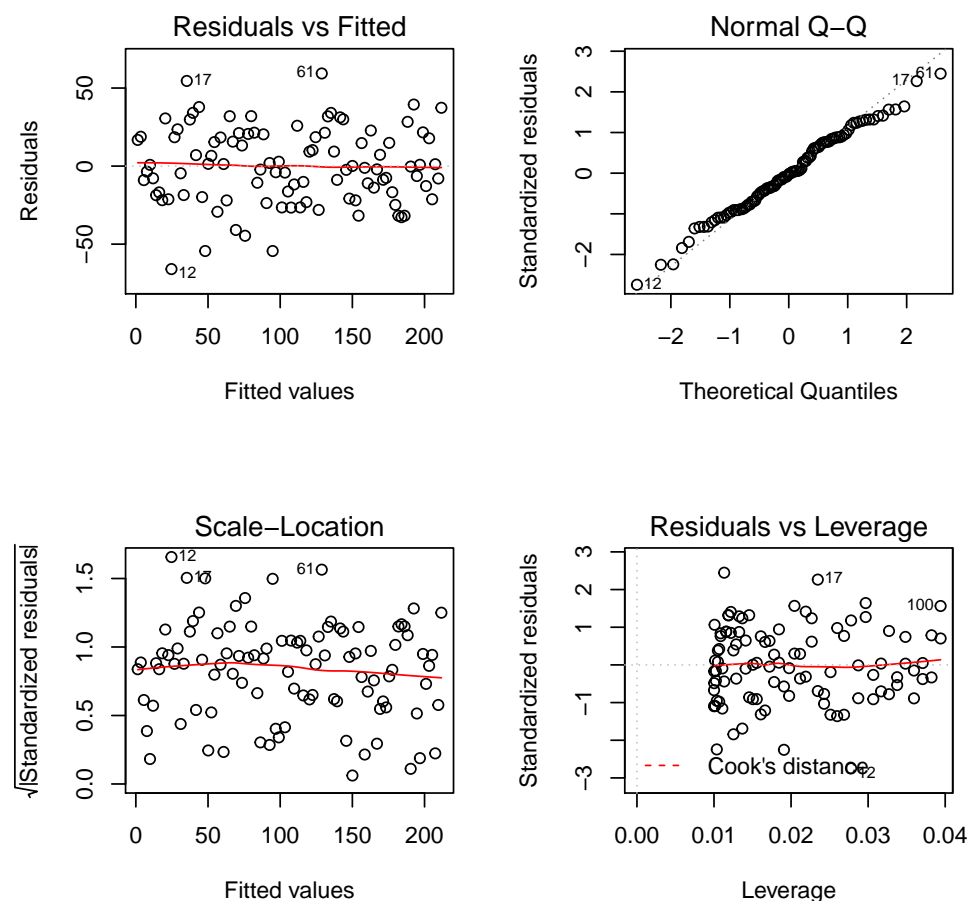 Residuals vs Fitted
Residuals
50
0
−50
17
61
12
0 50 100 150 200
Fitted values
Normal Q−Q
Standardized residuals
3
2
1
0
−2
17
61
12
−2 −1 0 1 2
Theoretical Quantiles
Scale−Location
√|Standardized residuals|
1.5
1.0
0.5
0.0
12
17
61
0 50 100 150 200
Fitted values
Residuals vs Leverage
Standardized residuals
3
2
1
0
−1
−3
17
100
12
Cook's distance
0.00 0.01 0.02 0.03 0.04
Leverage